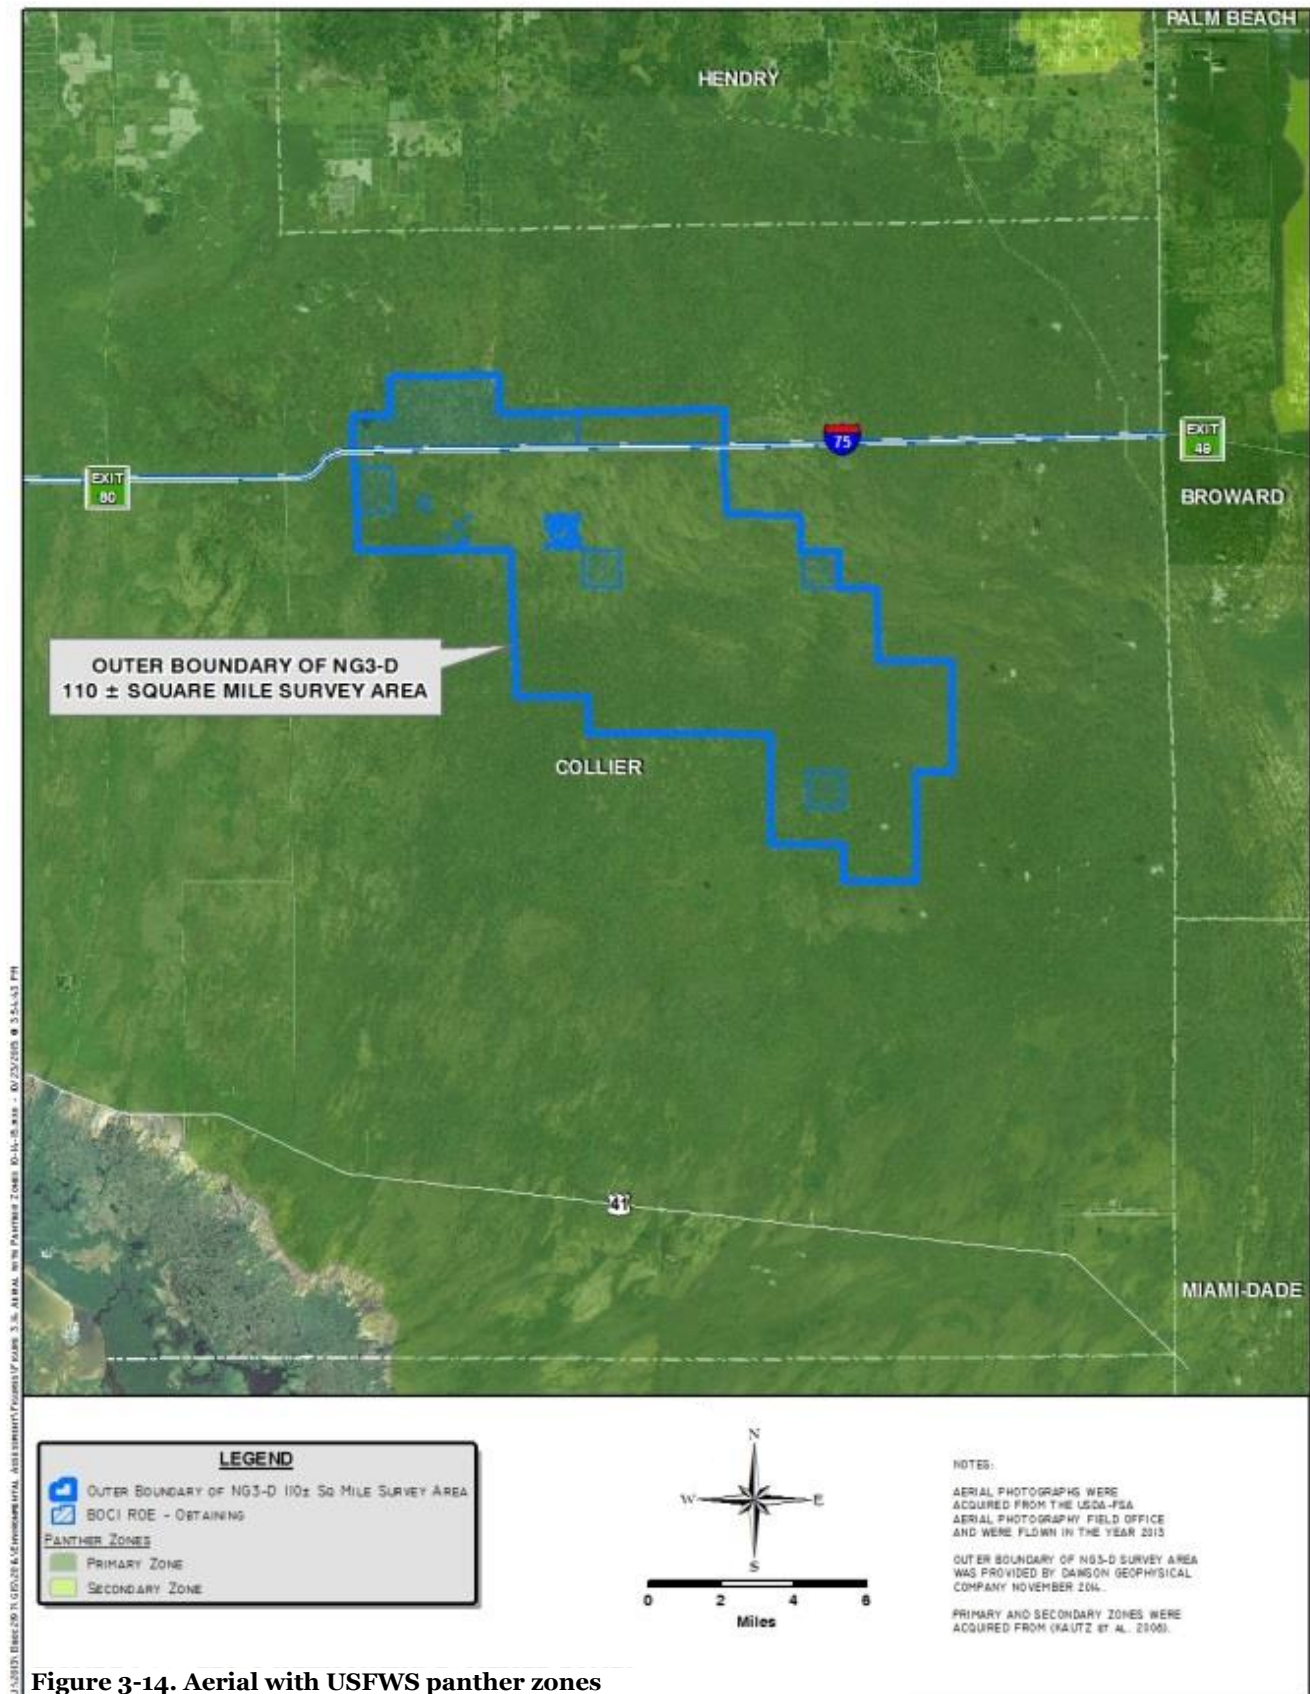 PALM BEACH
HENDRY
75
EXIT
49
EXIT
80
BROWARD
OUTER BOUNDARY OF NG3-D
110 ± SQUARE MILE SURVEY AREA
COLLIER
41
MIAMI-DADE
LEGEND
OUTER BOUNDARY OF NG3-D 110± SQ MILE SURVEY AREA
BOCI ROE - OBTAINING
PANTHER ZONES
PRIMARY ZONE
SECONDARY ZONE
N
W
E
S
0 2 4 6
Miles
NOTES:
AERIAL PHOTOGRAPHS WERE
ACQUIRED FROM THE USDA-FSA
AERIAL PHOTOGRAPHY FIELD OFFICE
AND WERE FLOWN IN THE YEAR 2013
OUTER BOUNDARY OF NG3-D SURVEY AREA
WAS PROVIDED BY DAWSON GEOPHYSICAL
COMPANY NOVEMBER 2014.
PRIMARY AND SECONDARY ZONES WERE
ACQUIRED FROM (KAUTZ ET AL. 2006).
Figure 3-14. Aerial with USFWS panther zones